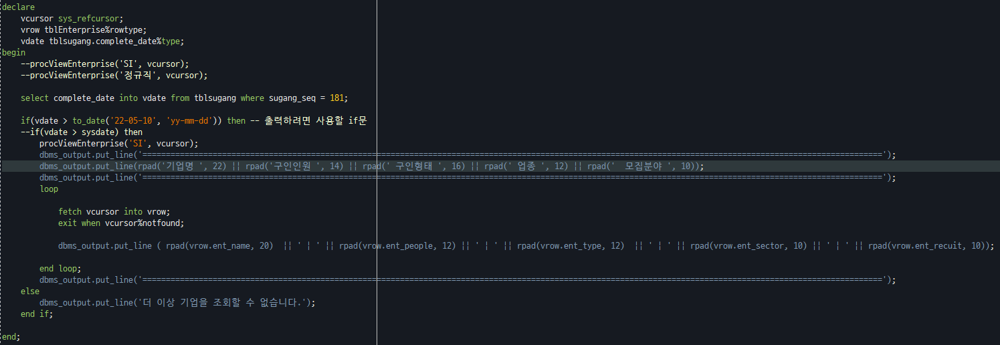 declare
    vcursor sys_refcursor;
    vrow tblEnterprise%rowtype;
    vdate tblsugang.complete_date%type;
begin
    --procViewEnterprise('SI', vcursor);
    --procViewEnterprise('정규직', vcursor);
    select complete_date into vdate from tblsugang where sugang_seq = 181;
    if(vdate > to_date('22-05-10', 'yy-mm-dd')) then -- 출력하려면 사용할 if문
    --if(vdate > sysdate) then
        procViewEnterprise('SI', vcursor);
        dbms_output.put_line('==============================================================================================================================================================');
        dbms_output.put_line(rpad('기업명 ', 22) || rpad('구인인원 ', 14) || rpad(' 구인형태 ', 16) || rpad(' 업종 ', 12) || rpad('  모집분야 ', 10));
        dbms_output.put_line('==============================================================================================================================================================');
        loop
            fetch vcursor into vrow;
            exit when vcursor%notfound;
            dbms_output.put_line ( rpad(vrow.ent_name, 20)  || ' | ' || rpad(vrow.ent_people, 12) || ' | ' || rpad(vrow.ent_type, 12)  || ' | ' || rpad(vrow.ent_sector, 10) || ' | ' || rpad(vrow.ent_recuit, 10));
        end loop;
        dbms_output.put_line('==============================================================================================================================================================');
    else
        dbms_output.put_line('더 이상 기업을 조회할 수 없습니다.');
    end if;
end;